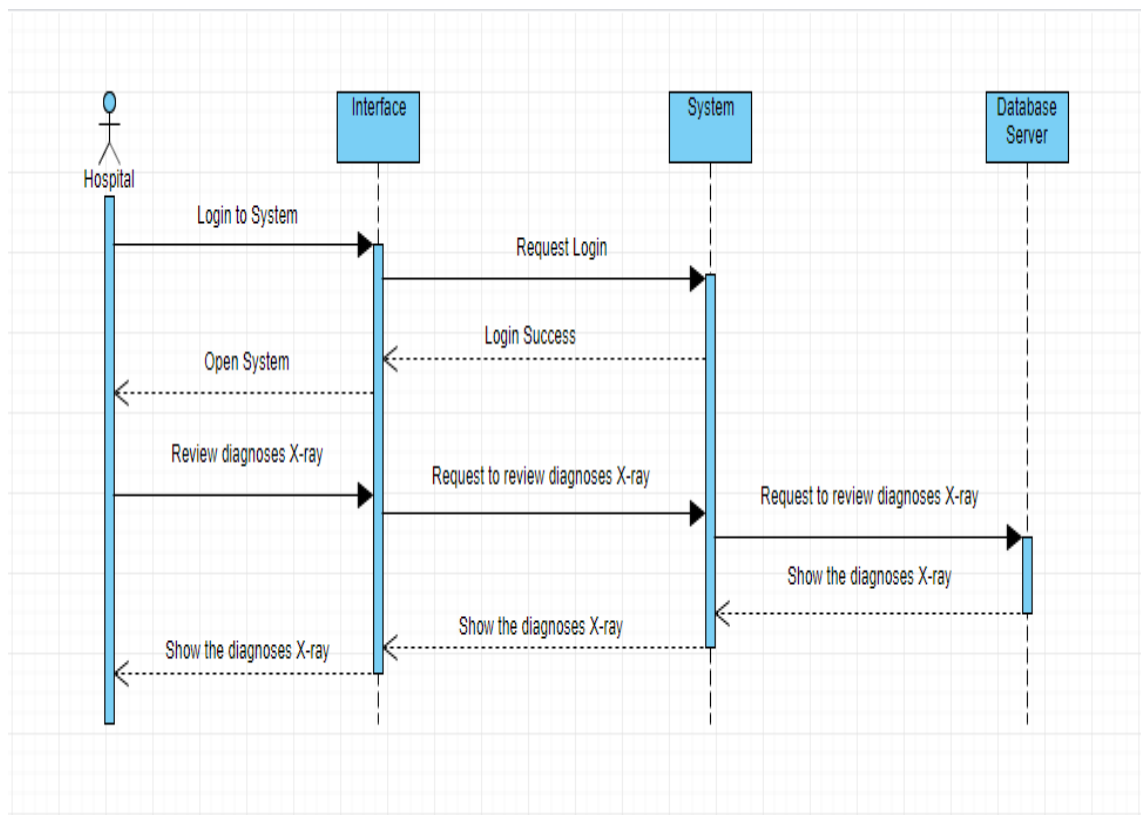 Interface
System
Database
Server
Hospital
Login to System
Request Login
Login Success
Open System
Review diagnoses X-ray
Request to review diagnoses X-ray
Request to review diagnoses X-ray
Show the diagnoses X-ray
Show the diagnoses X-ray
Show the diagnoses X-ray